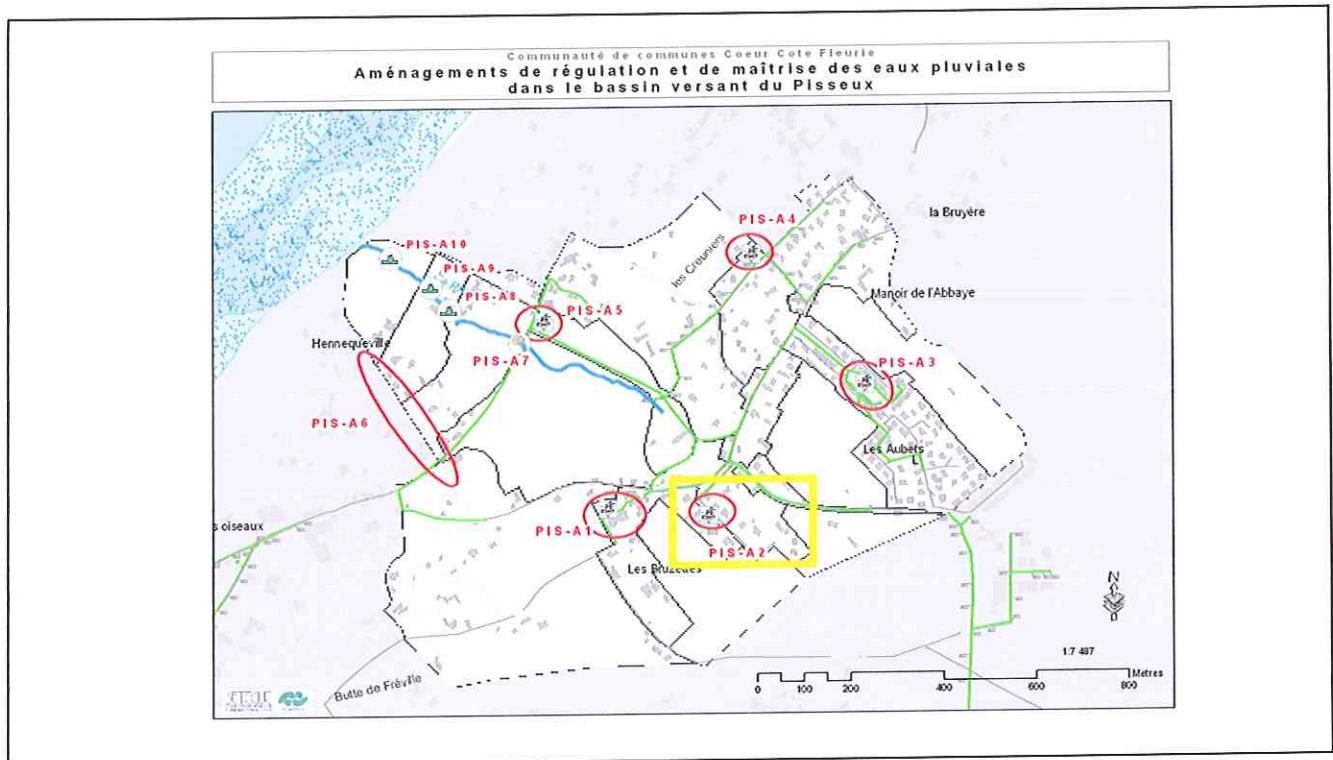 Communauté de communes Coeur Cote Fleurie
Aménagements de régulation et de maîtrise des eaux pluviales
dans le bassin versant du Pisseux
PIS-A4
la Bruyère
PIS-A10
les Creuniers
PIS-A9
PIS-A8
Manoir de l'Abbaye
PIS-A5
Hennequeville
PIS-A7
PIS-A3
PIS-A6
Les Aubets
s oiseaux
PIS-A1
PIS-A2
Les Bruzettes
N
1:7 487
Butte de Fréville
0 100 200 400 600 800 Metres